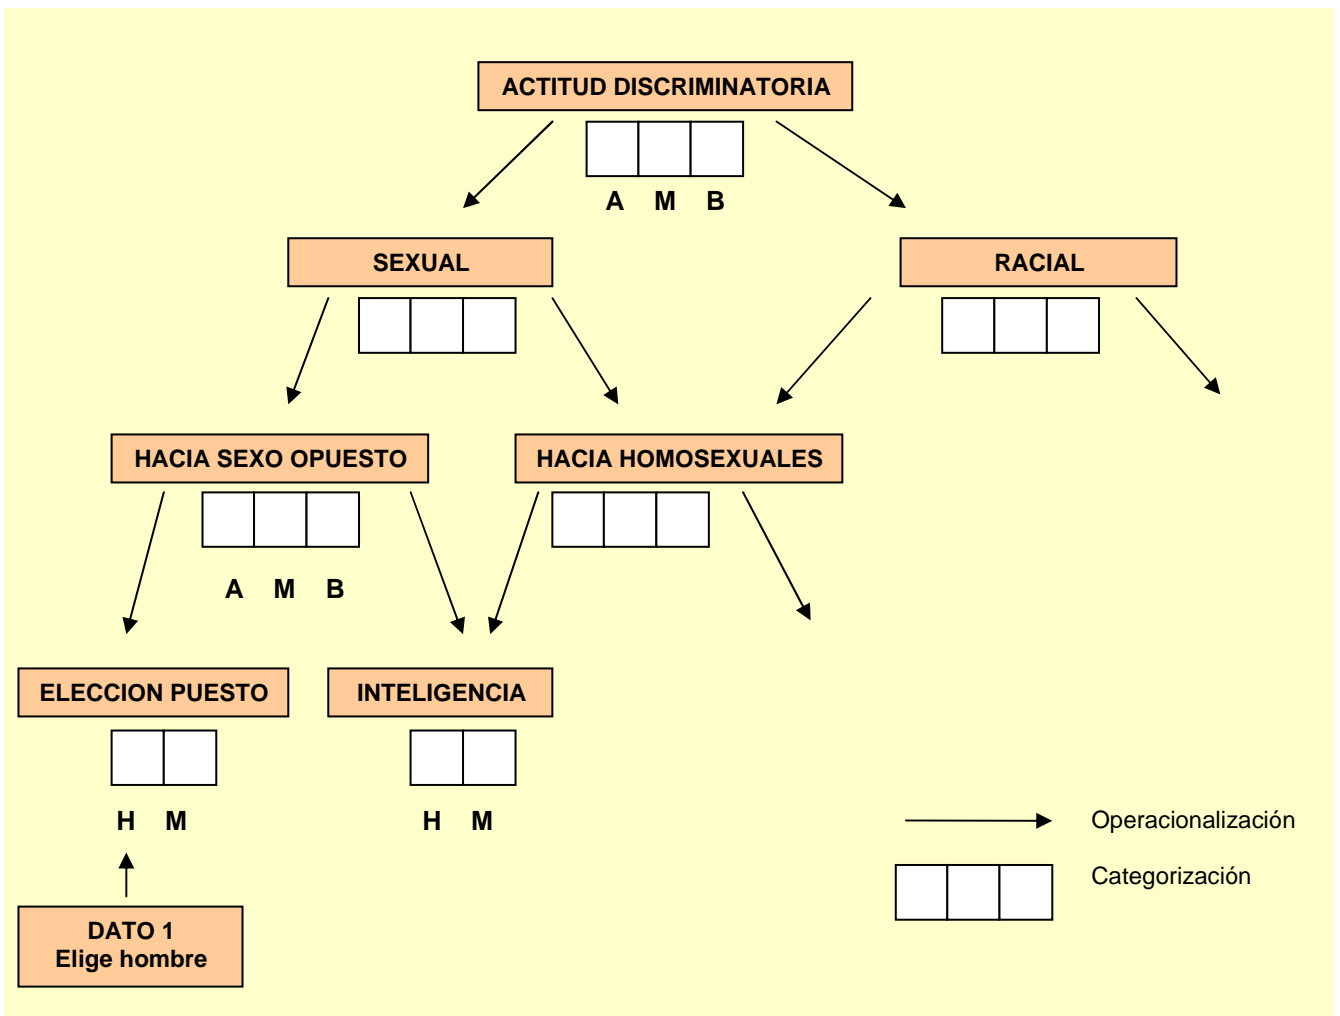 ACTITUD DISCRIMINATORIA
A M B
SEXUAL
RACIAL
HACIA SEXO OPUESTO
HACIA HOMOSEXUALES
A M B
ELECCION PUESTO
INTELIGENCIA
H M
H M
Operacionalización
Categorización
DATO 1
Elige hombre